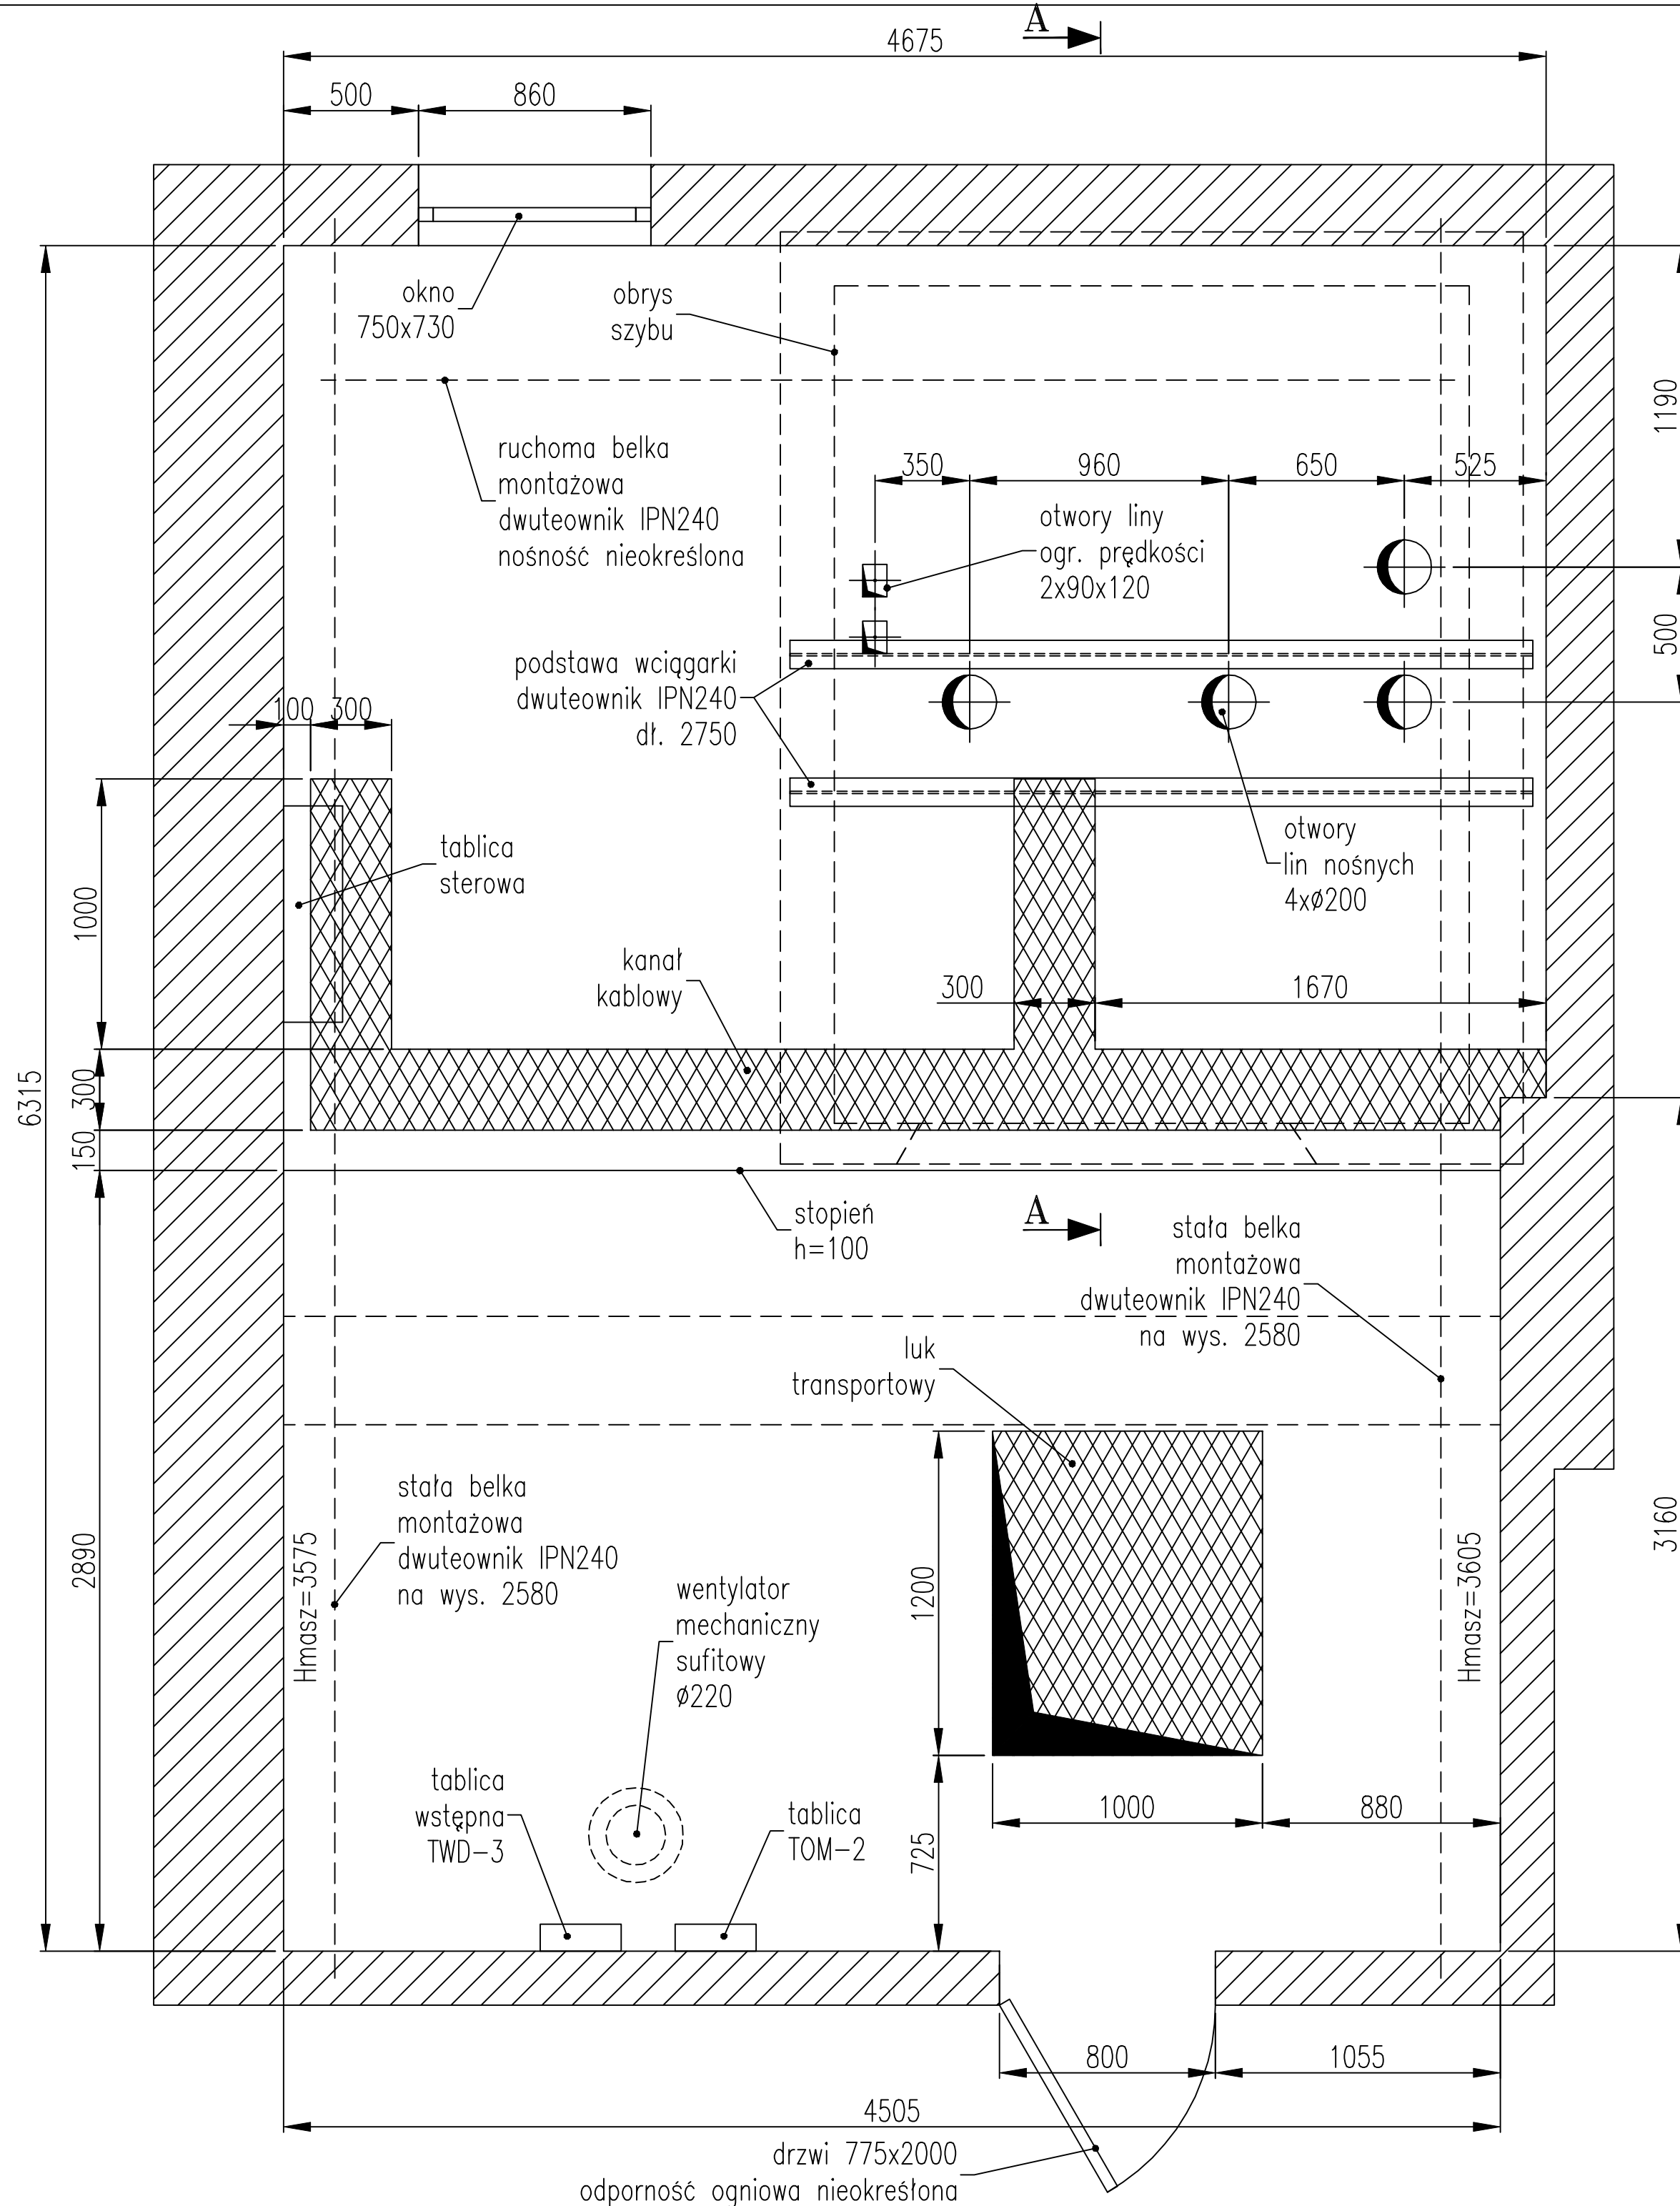 A
4675
500
860
okno
750x730
obrys
szybu
1190
ruchoma belka
montażowa
dwuteownik IPN240
nośność nieokreślona
350
960
650
525
otwory liny
ogr. prędkości
2x90x120
500
podstawa wciągarki
dwuteownik IPN240
dł. 2750
100
300
otwory
lin nośnych
4xø200
tablica
sterowa
1000
kanał
kablowy
300
1670
6315
300
150
stopień
h=100
A
stała belka
montażowa
dwuteownik IPN240
na wys. 2580
luk
transportowy
2890
stała belka
montażowa
dwuteownik IPN240
na wys. 2580
Hmasz=3575
1200
Hmasz=3605
3160
wentylator
mechaniczny
sufitowy
ø220
tablica
wstępna
TWD-3
tablica
TOM-2
725
1000
880
800
1055
4505
drzwi 775x2000
odporność ogniowa nieokreśłona